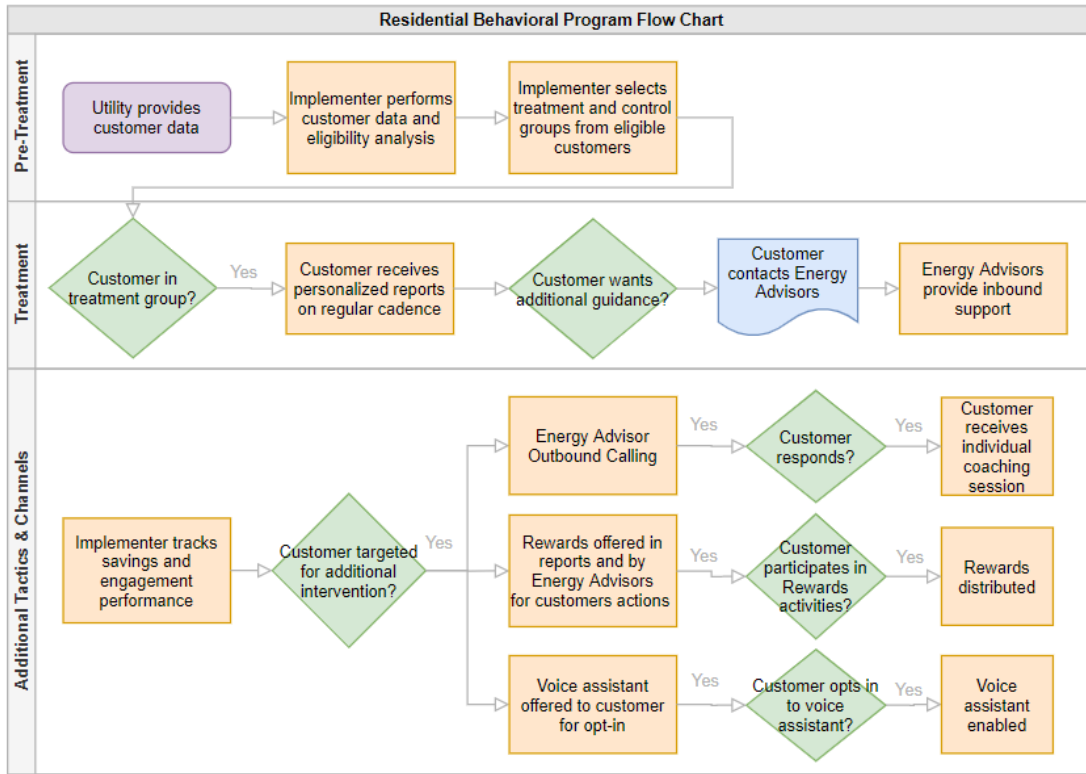 Residential Behavioral Program Flow Chart
Pre-Treatment
Utility provides
customer data
Implementer performs
customer data and
eligibility analysis
Implementer selects
treatment and control
groups from eligible
customers
Treatment
Customer in
treatment group?
Yes
Customer receives
personalized reports
on regular cadence
Customer wants
additional guidance?
Customer
contacts Energy
Advisors
Energy Advisors
provide inbound
support
Additional Tactics & Channels
Implementer tracks
savings and
engagement
performance
Customer targeted
for additional
intervention?
Yes
Energy Advisor
Outbound Calling
Yes
Customer
responds?
Yes
Customer
receives
individual
coaching
session
Rewards offered in
reports and by
Energy Advisors
for customers actions
Yes
Customer
participates in
Rewards
activities?
Yes
Rewards
distributed
Voice assistant
offered to customer
for opt-in
Yes
Customer opts in
to voice
assistant?
Yes
Voice
assistant
enabled